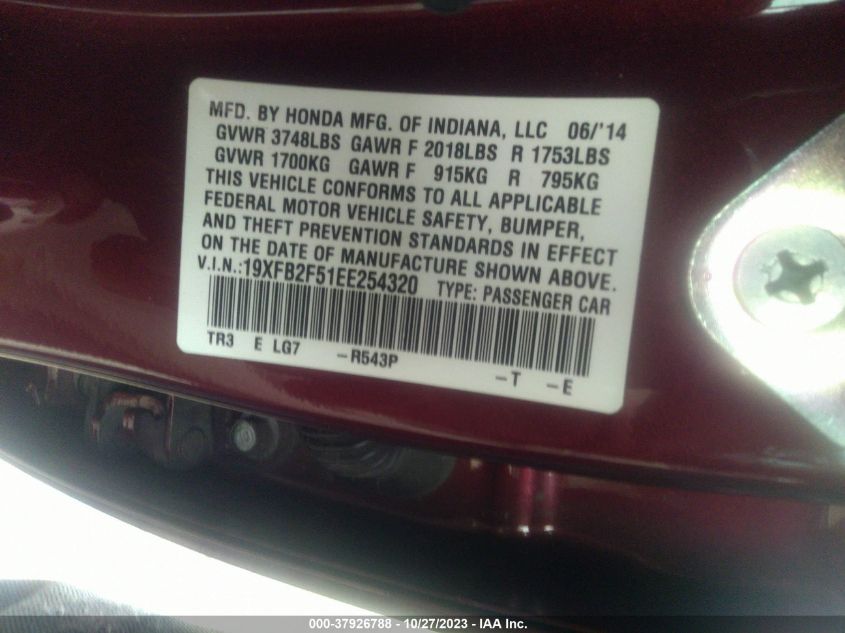 MFD. BY HONDA MFG. OF INDIANA, LLC 06/'14
GVWR 3748LBS GAWR F 2018LBS R 1753LBS
GVWR 1700KG GAWR F 915KG R 795KG
THIS VEHICLE CONFORMS TO ALL APPLICABLE
FEDERAL MOTOR VEHICLE SAFETY, BUMPER,
AND THEFT PREVENTION STANDARDS IN EFFECT
ON THE DATE OF MANUFACTURE SHOWN ABOVE.
V.I.N.:19XFB2F51EE254320 TYPE: PASSENGER CAR
TR3 E LG7 -R543P -T -E
000-37926788 - 10/27/2023 - IAA Inc.